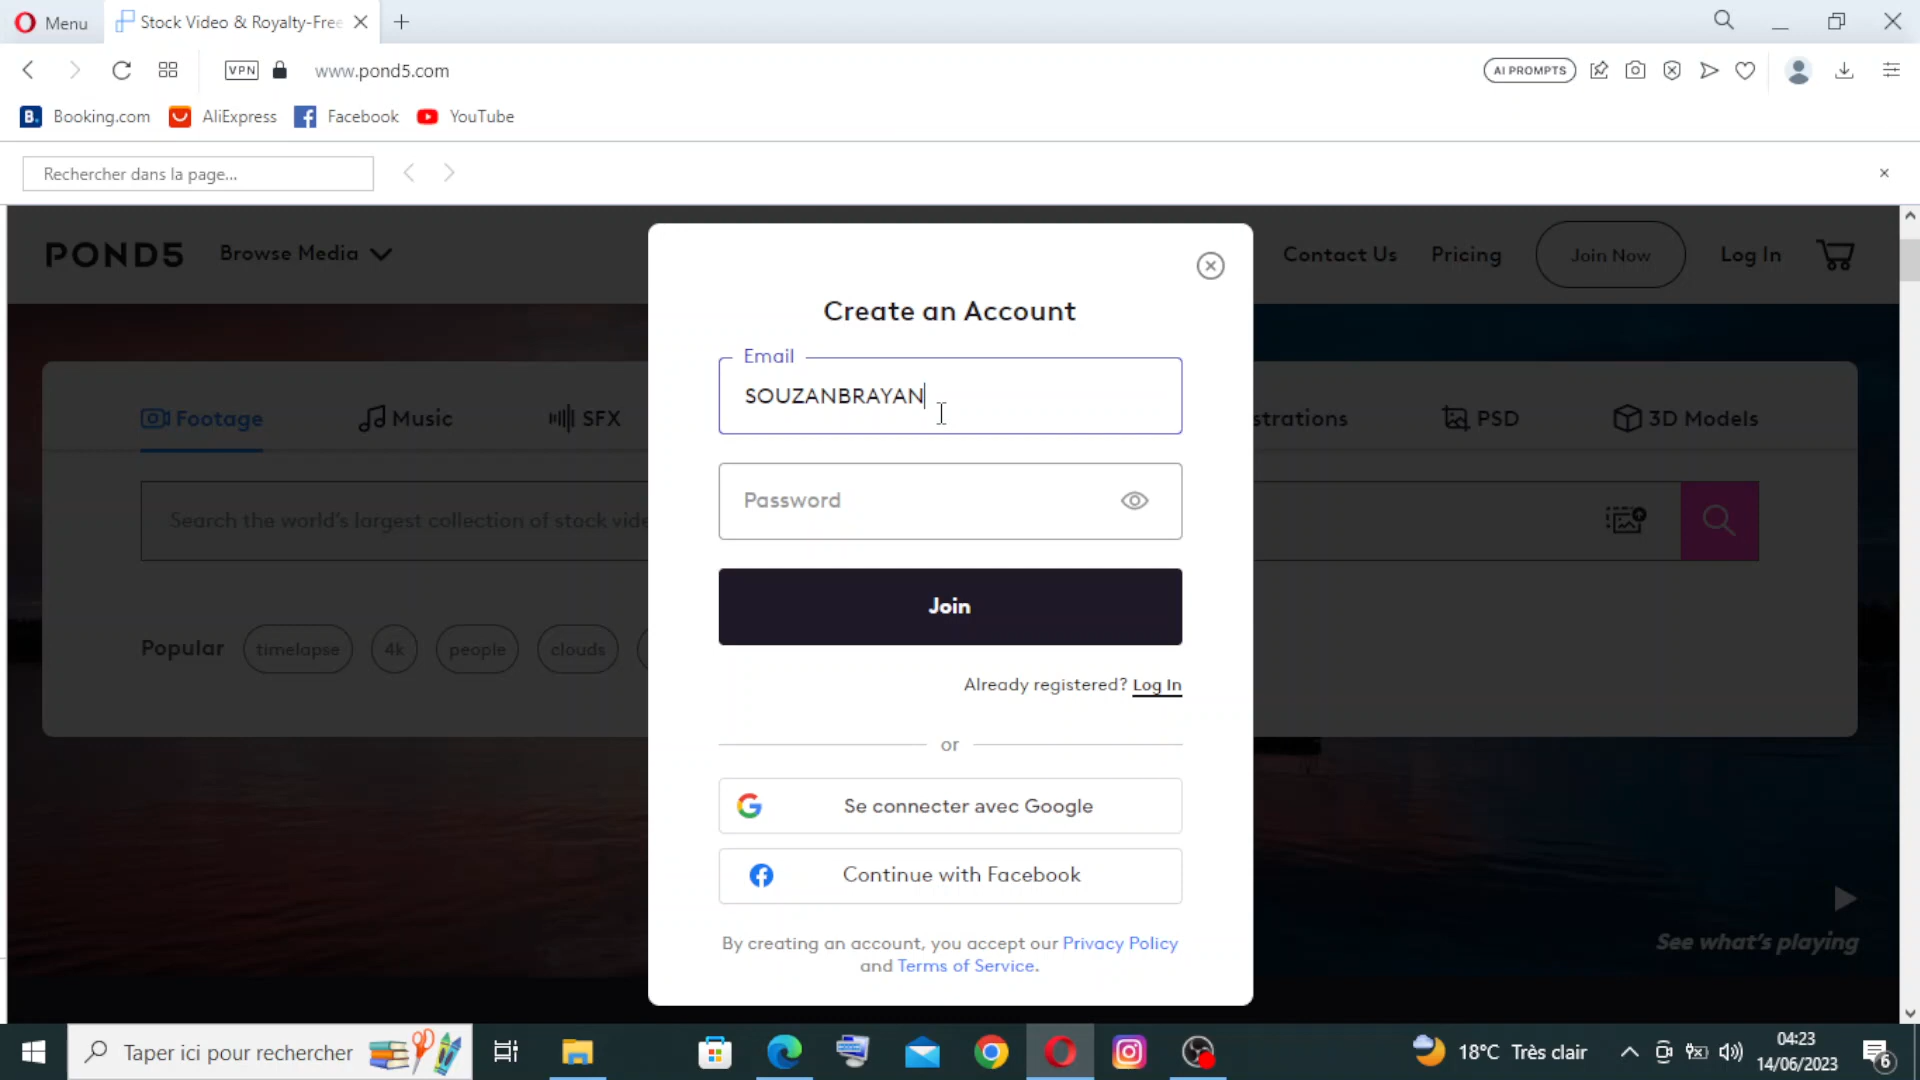 Menu
Stock Video & Royalty-Free
VPN
www.pond5.com
AI PROMPTS
B. Booking.com
AliExpress
Facebook
YouTube
Rechercher dans la page...
POND5
Browse Media
Contact Us
Pricing
Join Now
Log In
Create an Account
Email
SOUZANBRAYAN
Password
Join
Already registered? Log In
or
Se connecter avec Google
Continue with Facebook
By creating an account, you accept our Privacy Policy
and Terms of Service.
Footage
Music
SFX
strations
PSD
3D Models
Search the world's largest collection of stock vide
Popular
timelapse
4k
people
clouds
See what's playing
Taper ici pour rechercher
18°C Très clair
04:23
14/06/2023
6